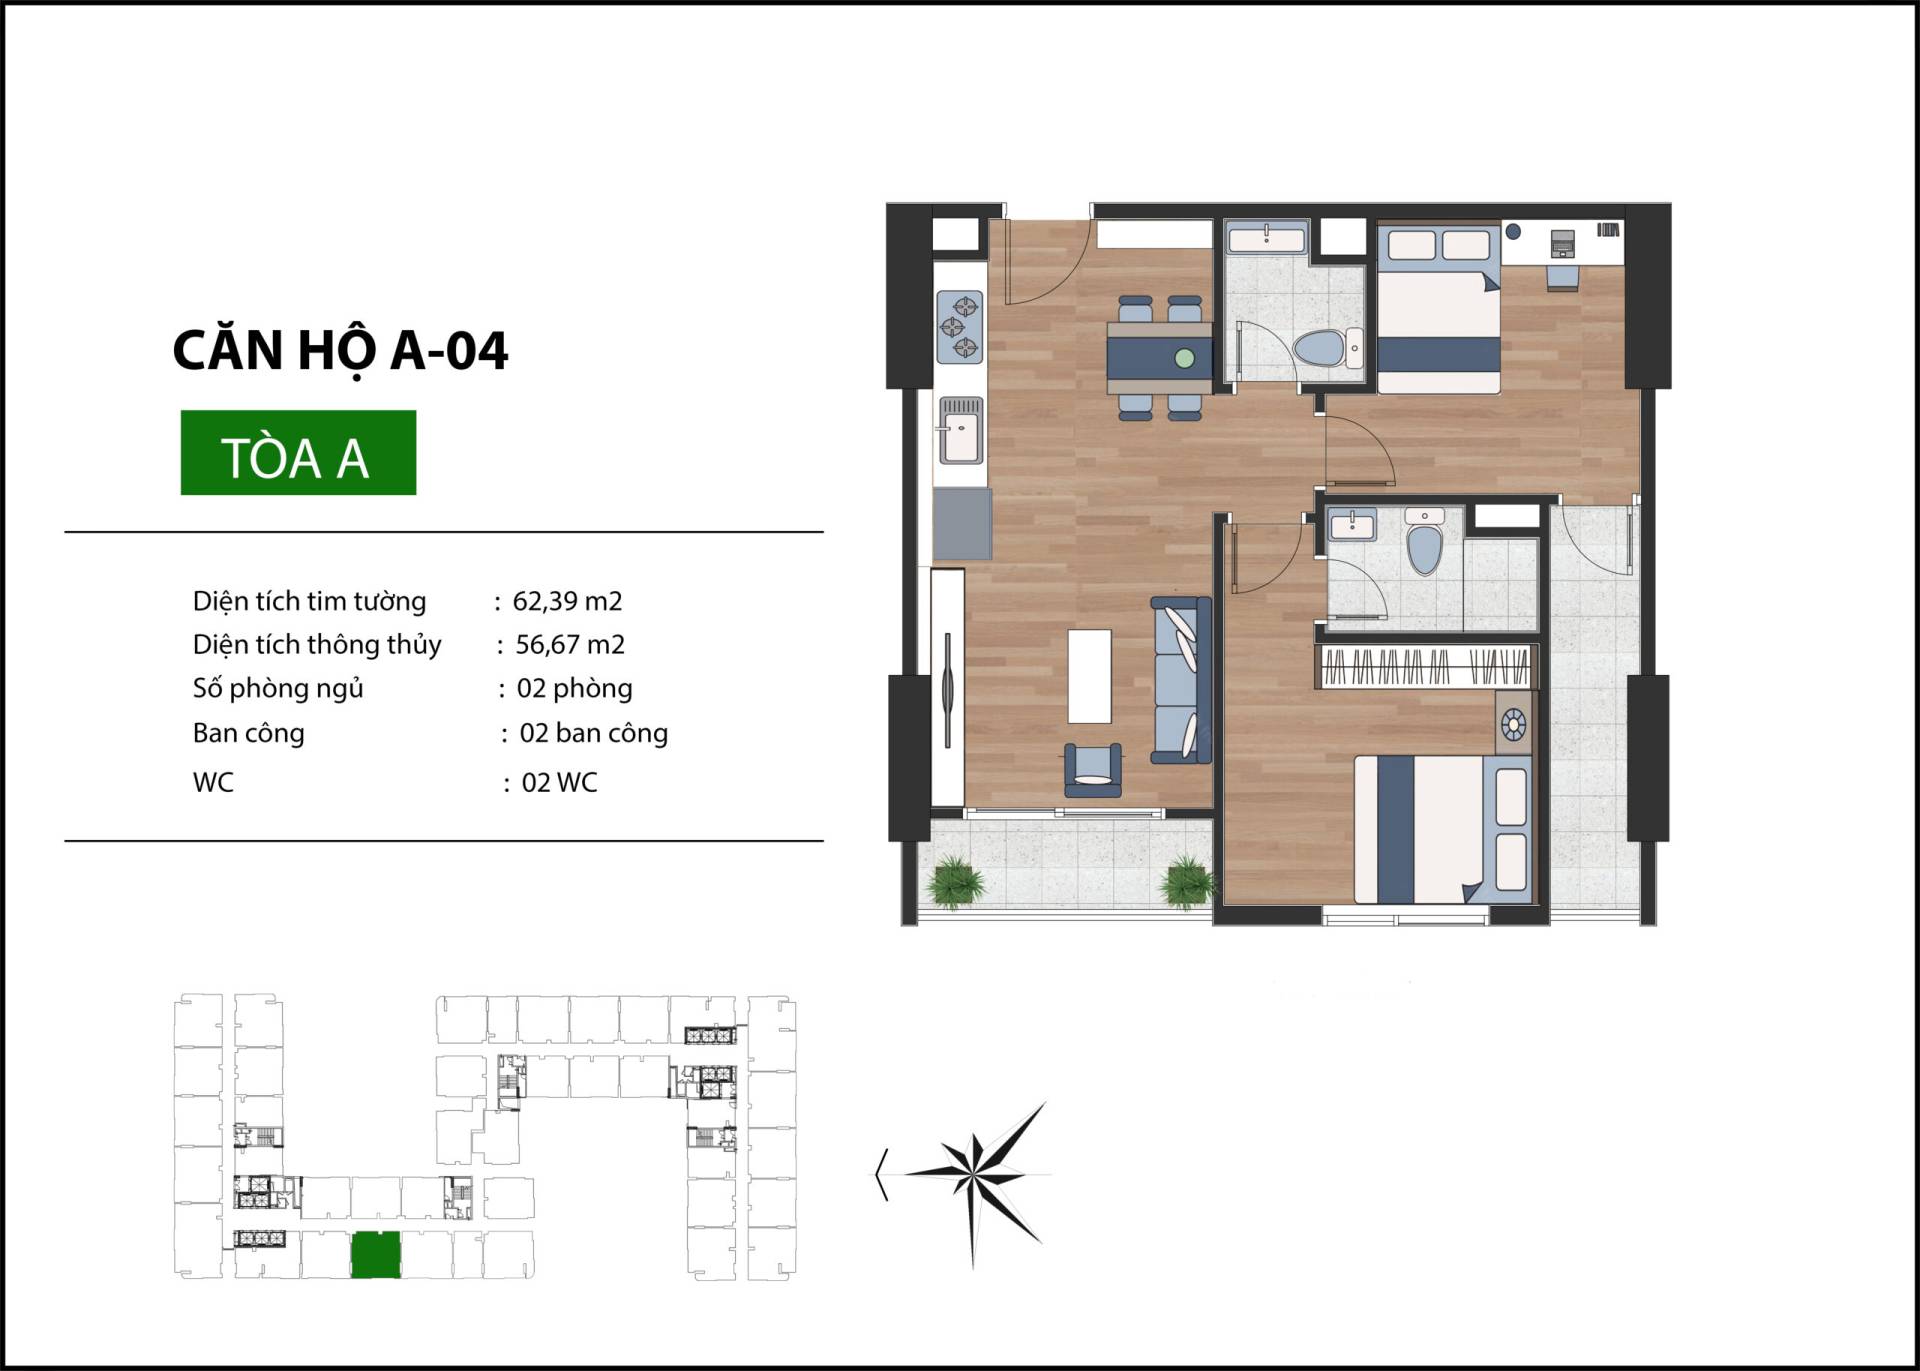 CĂN HỘ A-04
TÒA A
Diện tích tim tường : 62,39 m2
Diện tích thông thủy : 56,67 m2
Số phòng ngủ : 02 phòng
Ban công : 02 ban công
WC : 02 WC